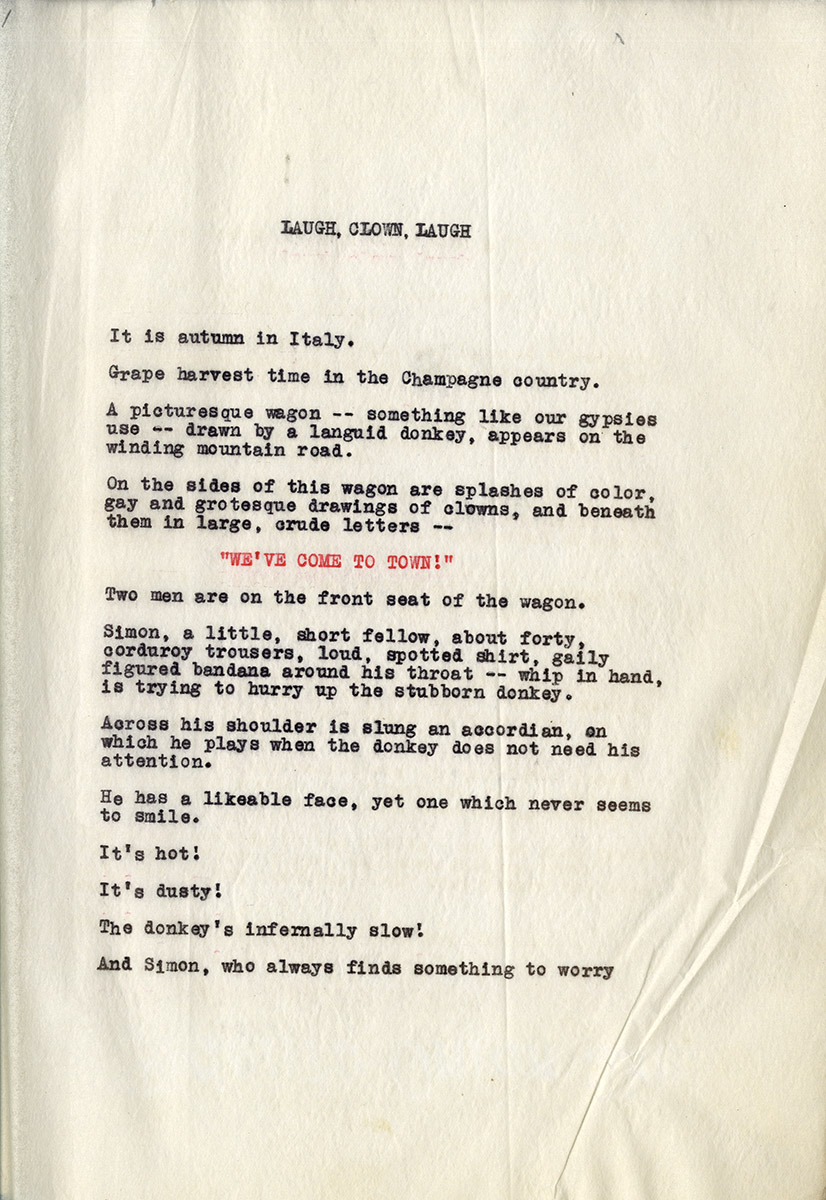 LAUGH, CLOWN, LAUGH
It is autumn in Italy.
Grape harvest time in the Champagne country.
A picturesque wagon -- something like our gypsies
use -- drawn by a languid donkey, appears on the
winding mountain road.
On the sides of this wagon are splashes of color,
gay and grotesque drawings of clowns, and beneath
them in large, crude letters --
"WE'VE COME TO TOWN!"
Two men are on the front seat of the wagon.
Simon, a little, short fellow, about forty,
corduroy trousers, loud, spotted shirt, gaily
figured bandana around his throat -- whip in hand,
is trying to hurry up the stubborn donkey.
Across his shoulder is slung an accordian, on
which he plays when the donkey does not need his
attention.
He has a likeable face, yet one which never seems
to smile.
It's hot!
It's dusty!
The donkey's infernally slow!
And Simon, who always finds something to worry